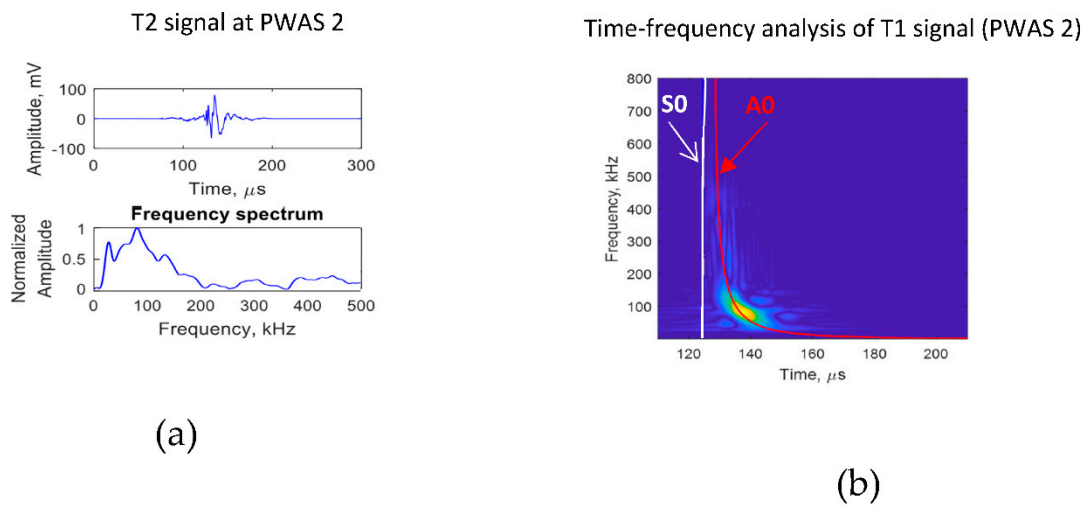 T2 signal at PWAS 2
Amplitude, mV
100
0
-100
0
100
200
300
Time, μs
Frequency spectrum
Normalized
Amplitude
1
0.5
0
0
100
200
300
400
500
Frequency, kHz
(a)
Time-frequency analysis of T1 signal (PWAS 2)
Frequency, kHz
800
700
600
500
400
300
200
100
S0
A0
120
140
160
180
200
Time, μs
(b)